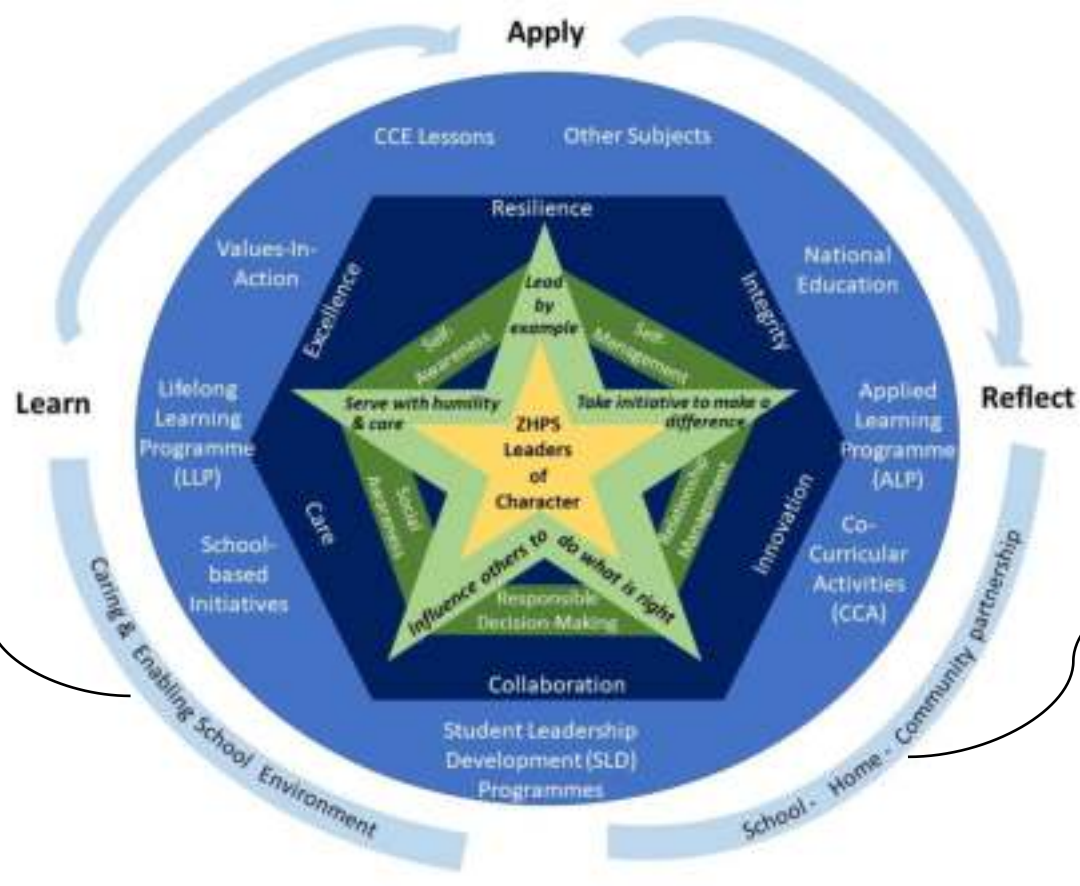 Apply
CCE Lessons
Other Subjects
Values-In-
Action
National
Education
Resilience
Excellence
Integrity
Lead
by
example
Self-
Awareness
Self-
Management
Learn
Reflect
Lifelong
Learning
Programme
(LLP)
Applied
Learning
Programme
(ALP)
Serve with humility
& care
Take initiative to make a
difference
ZHPS
Leaders
of
Character
Social
Awareness
Relationship
Management
Care
Innovation
School-
based
Initiatives
Co-
Curricular
Activities
(CCA)
Influence others to do what is right
Responsible
Decision-Making
Collaboration
Student Leadership
Development (SLD)
Programmes
Caring & Enabling School Environment
School - Home - Community partnership